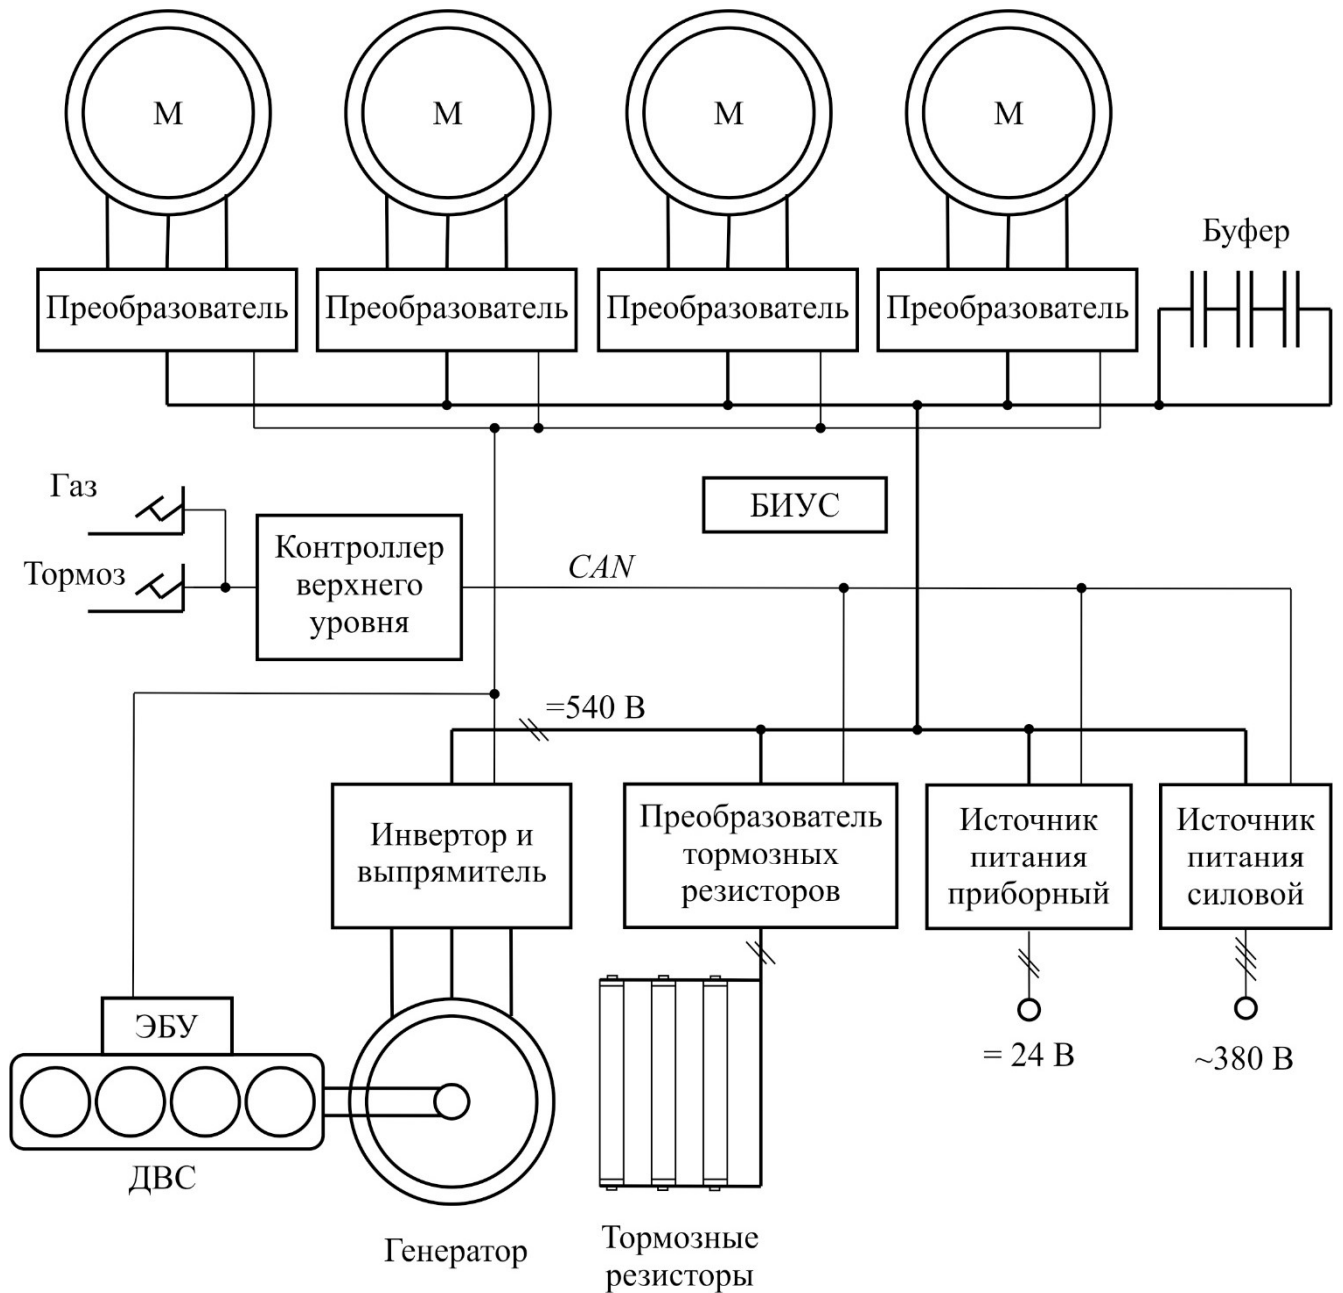 М
М
М
М
Буфер
Преобразователь
Преобразователь
Преобразователь
Преобразователь
Газ
БИУС
Контроллер
верхнего
уровня
CAN
Тормоз
=540 В
Инвертор и
выпрямитель
Преобразователь
тормозных
резисторов
Источник
питания
приборный
Источник
питания
силовой
ЭБУ
= 24 В
~380 В
ДВС
Генератор
Тормозные
резисторы